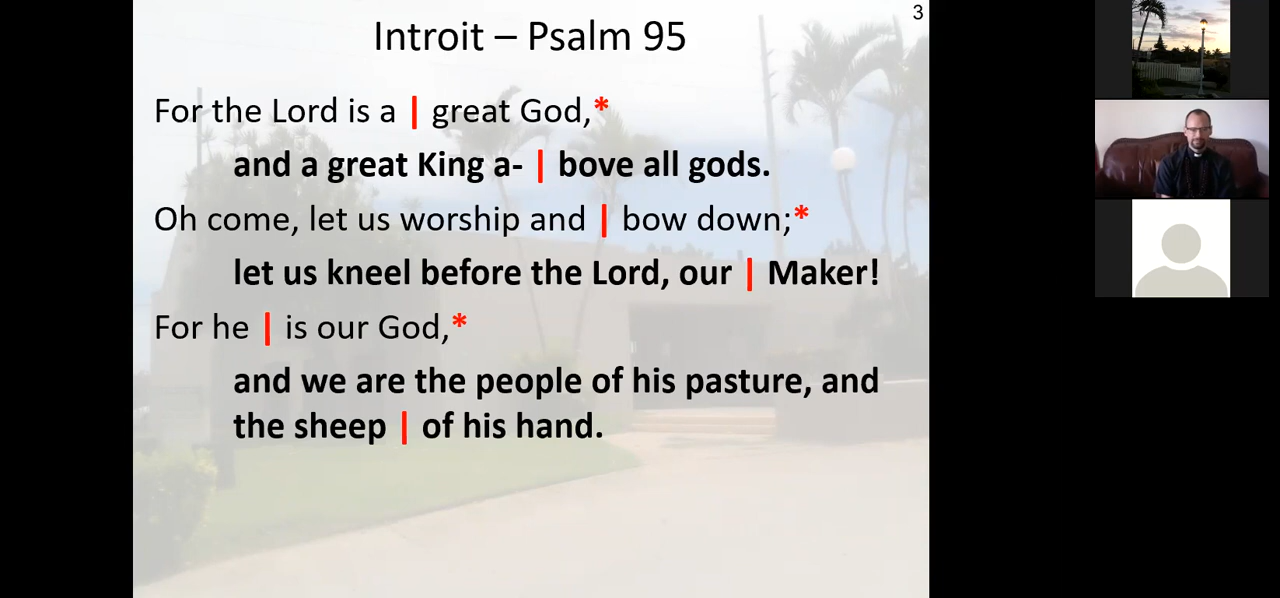 3
Introit – Psalm 95
For the Lord is a | great God,*
and a great King a- | bove all gods.
Oh come, let us worship and | bow down;*
let us kneel before the Lord, our | Maker!
For he | is our God,*
and we are the people of his pasture, and
the sheep | of his hand.